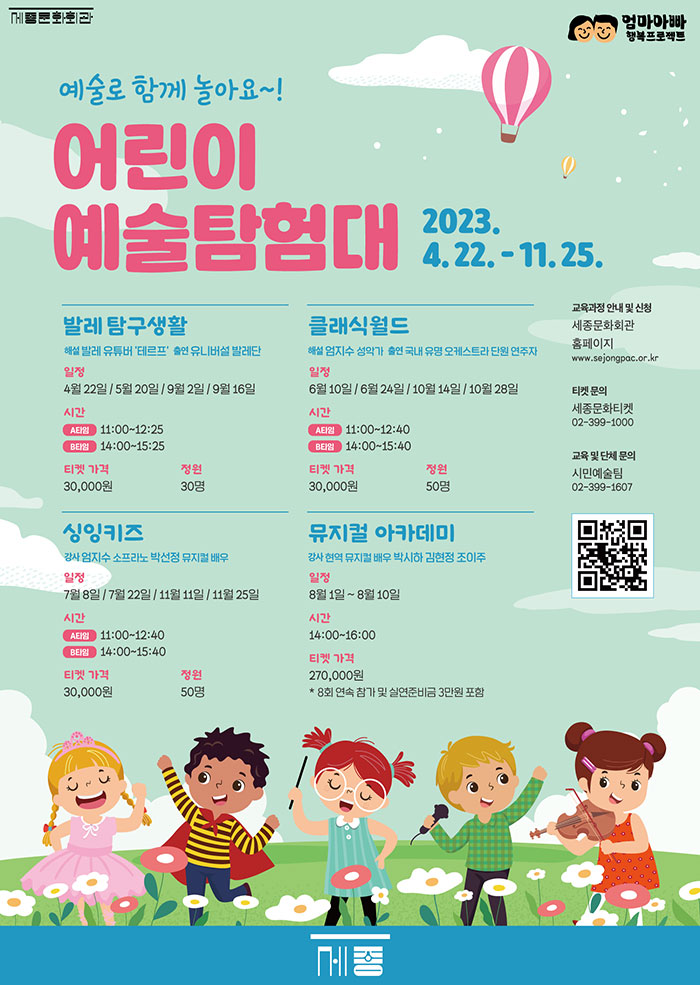 세종문화회관
엄마아빠
행복프로젝트
예술로 함께 놀아요~!
어린이
예술탐험대
2023.
4. 22. - 11. 25.
발레 탐구생활
해설 발레 유튜버 '테르프' 출연 유니버설 발레단
일정
4월 22일 / 5월 20일 / 9월 2일 / 9월 16일
시간
A타임 11:00~12:25
B타임 14:00~15:25
티켓 가격 정원
30,000원 30명
클래식월드
해설 엄지수 성악가 출연 국내 유명 오케스트라 단원 연주자
일정
6월 10일 / 6월 24일 / 10월 14일 / 10월 28일
시간
A타임 11:00~12:40
B타임 14:00~15:40
티켓 가격 정원
30,000원 50명
교육과정 안내 및 신청
세종문화회관
홈페이지
www.sejongpac.or.kr
티켓 문의
세종문화티켓
02-399-1000
교육 및 단체 문의
시민예술팀
02-399-1607
싱잉키즈
강사 엄지수 소프라노 박선정 뮤지컬 배우
일정
7월 8일 / 7월 22일 / 11월 11일 / 11월 25일
시간
A타임 11:00~12:40
B타임 14:00~15:40
티켓 가격 정원
30,000원 50명
뮤지컬 아카데미
강사 현역 뮤지컬 배우 박시하 김현정 조이주
일정
8월 1일 ~ 8월 10일
시간
14:00~16:00
티켓 가격
270,000원
* 8회 연속 참가 및 실연준비금 3만원 포함
세종